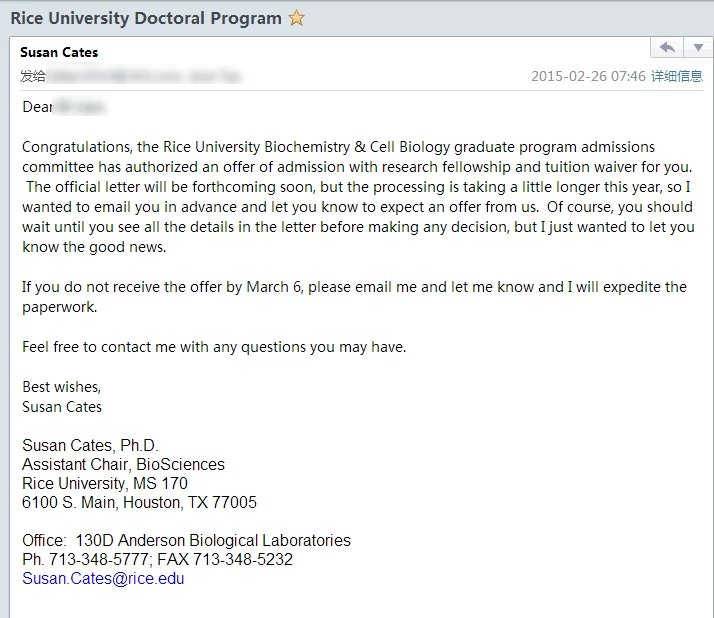 Rice University Doctoral Program
Susan Cates
发给
2015-02-26 07:46 详细信息
Dear
Congratulations, the Rice University Biochemistry & Cell Biology graduate program admissions
committee has authorized an offer of admission with research fellowship and tuition waiver for you.
The official letter will be forthcoming soon, but the processing is taking a little longer this year, so I
wanted to email you in advance and let you know to expect an offer from us.  Of course, you should
wait until you see all the details in the letter before making any decision, but I just wanted to let you
know the good news.
If you do not receive the offer by March 6, please email me and let me know and I will expedite the
paperwork.
Feel free to contact me with any questions you may have.
Best wishes,
Susan Cates
Susan Cates, Ph.D.
Assistant Chair, BioSciences
Rice University, MS 170
6100 S. Main, Houston, TX 77005
Office:  130D Anderson Biological Laboratories
Ph. 713-348-5777; FAX 713-348-5232
Susan.Cates@rice.edu